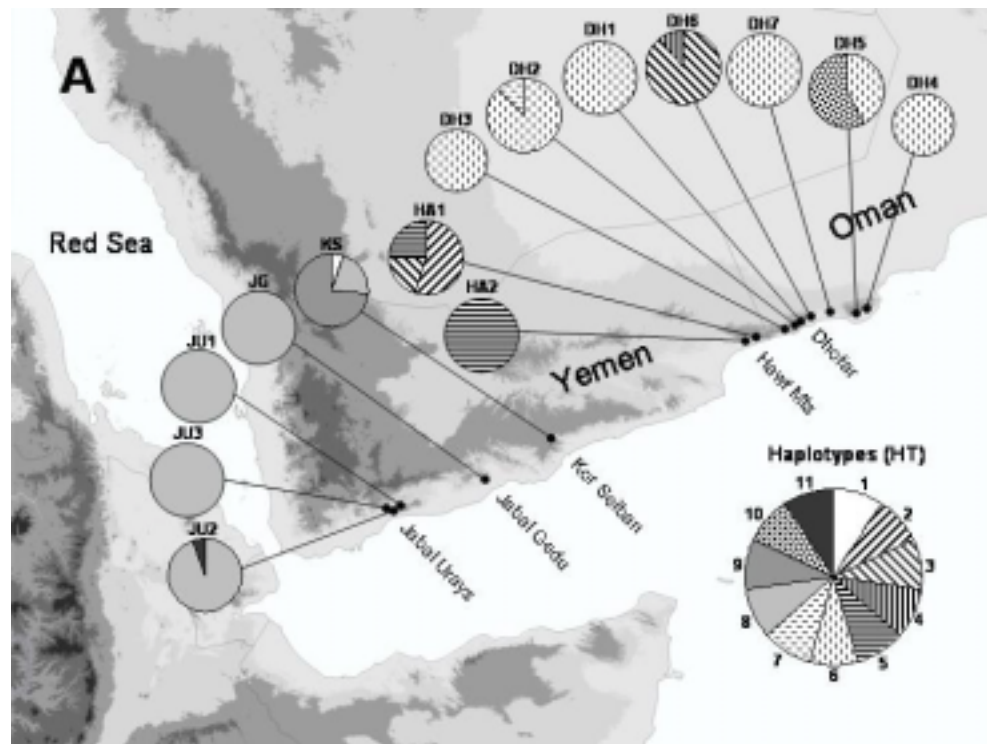 A
DH1
DH6
DH7
DH5
DH2
DH4
DH3
Oman
Red Sea
HA1
KS
JG
HA2
Dhofar
JU1
Yemen
Hawf Mts
JU3
Haplotypes (HT)
Kor Seiban
11
1
10
2
Jabal Gedu
9
3
JU2
Jabal Urays
8
4
7
5
6